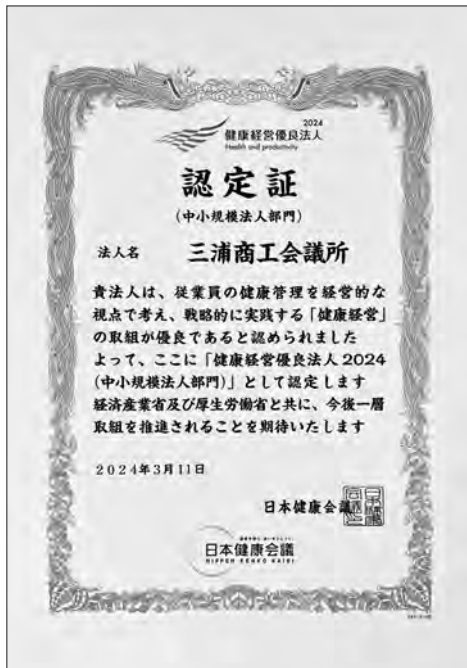 2024
健康経営優良法人
Health and productivity
認定証
(中小規模法人部門)
法人名 三浦商工会議所
貴法人は、従業員の健康管理を経営的な
視点で考え、戦略的に実践する「健康経営」
の取組が優良であると認められました
よって、ここに「健康経営優良法人2024
(中小規模法人部門)」として認定します
経済産業省及び厚生労働省と共に、今後一層
取組を推進されることを期待いたします
2024年3月11日
日本健康会議
日本健康会議
NIPPON KENKO KAIGI